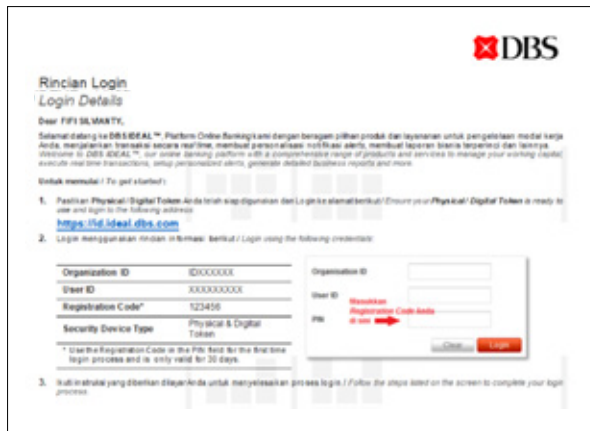 DBS
Rincian Login
Login Details
Dear FIFI SILVIANTY,
Selamat datang ke DBS IDEAL™, Platform Online Banking kami dengan beragam pilihan produk dan layananan untuk pengelolaan modal kerja
Anda, menjalankan transaksi secara real time, membuat personalisasi notifikasi alerts, membuat laporan bisnis terperinci dan lainnya.
Welcome to DBS IDEAL™, our online banking platform with a comprehensive range of products and services to manage your working capital,
execute real time transactions, setup personalized alerts, generate detailed business reports and more.
Untuk memulai / To get started :
1. Pastikan Physical / Digital Token Anda telah siap digunakan dan Login ke alamat berikut / Ensure your Physical / Digital Token is ready to
use and login to the following address
https://id.ideal.dbs.com
2. Login menggunakan rincian informasi berikut / Login using the following credentials:
Organization ID IDXXXXXX
User ID XXXXXXXXX
Registration Code* 123456
Security Device Type Physical & Digital
Token
* Use the Registration Code in the PIN field for the first time
login process and is only valid for 30 days.
Organisation ID
User ID
Masukkan
Registration Code Anda
PIN di sini
Clear Login
3. Ikuti instruksi yang diberikan dilayar Anda untuk menyelesaikan proses login / Follow the steps listed on the screen to complete your login
process.